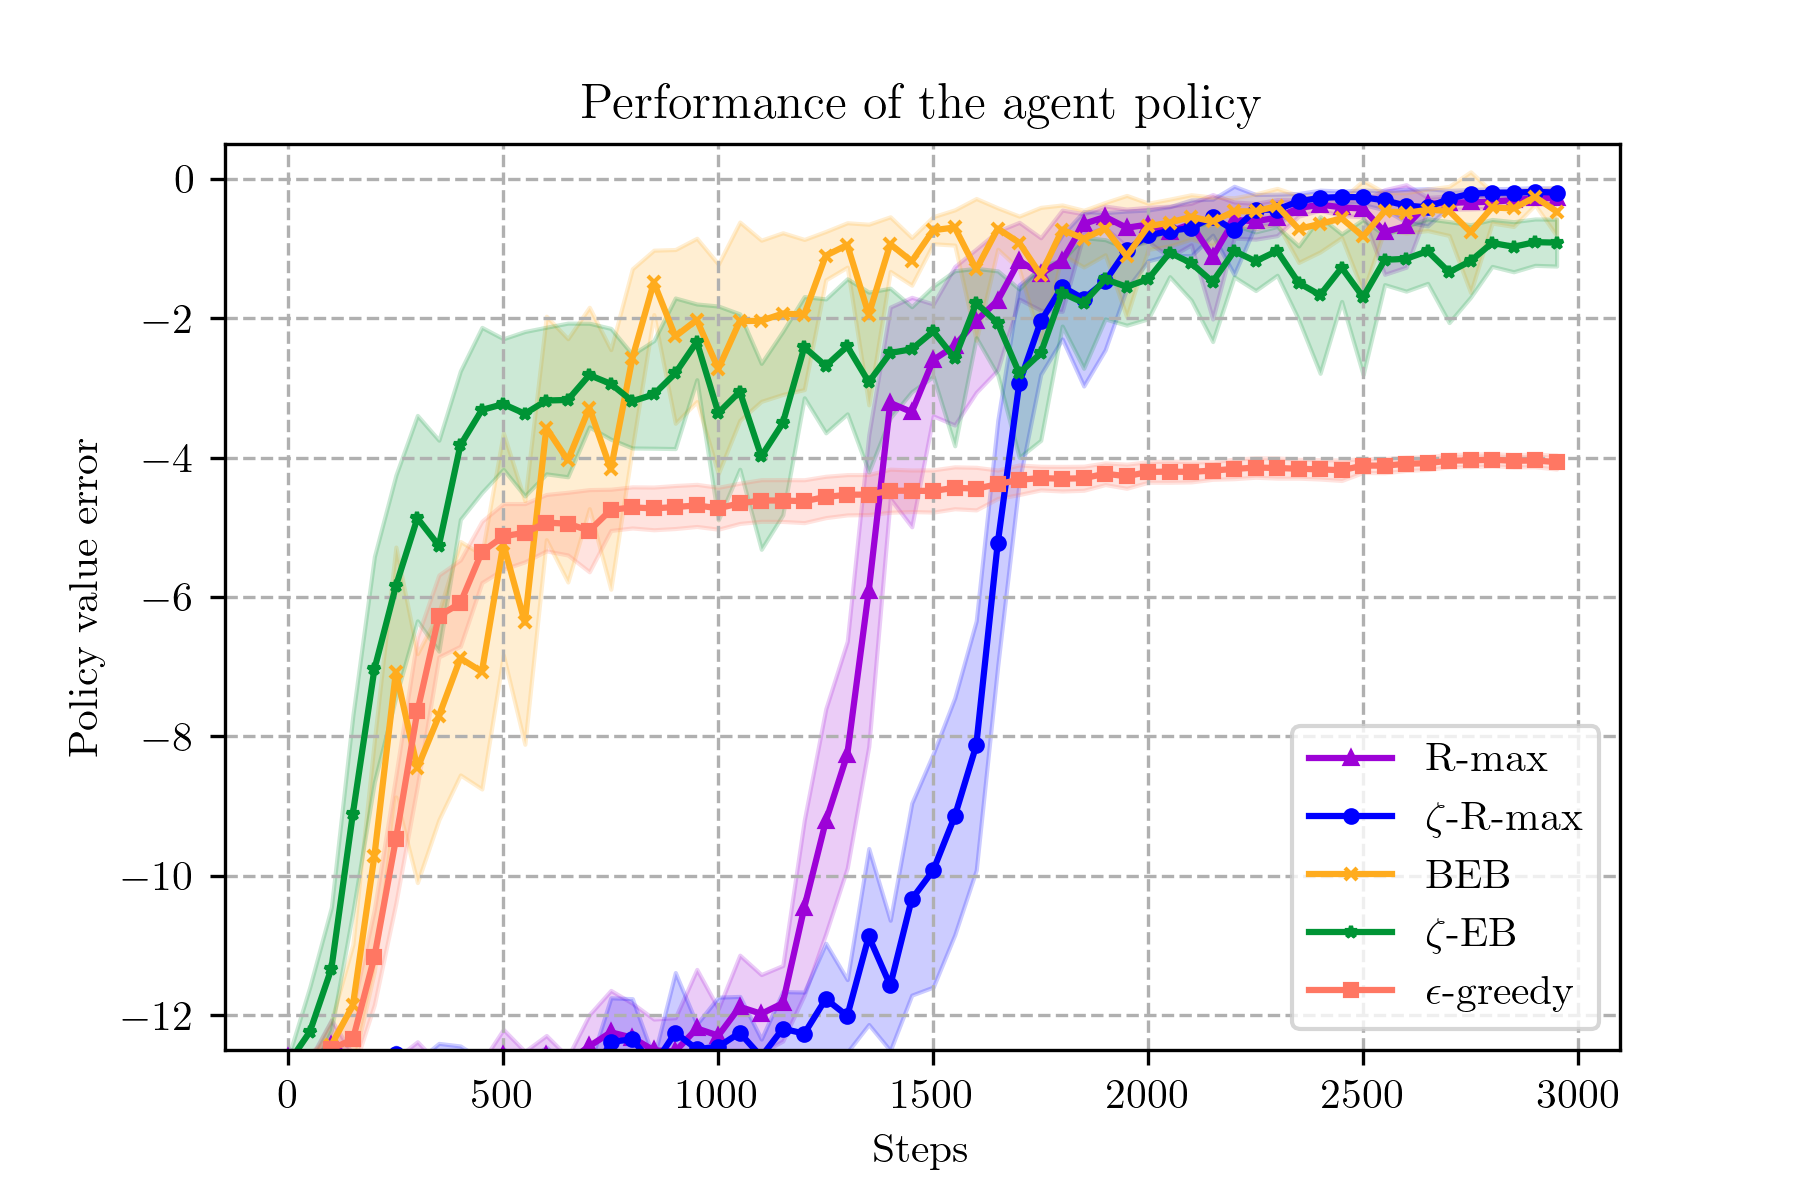 Performance of the agent policy
Policy value error
0
−2
−4
−6
−8
−10
−12
0 500 1000 1500 2000 2500 3000
Steps
R-max
ζ-R-max
BEB
ζ-EB
ϵ-greedy